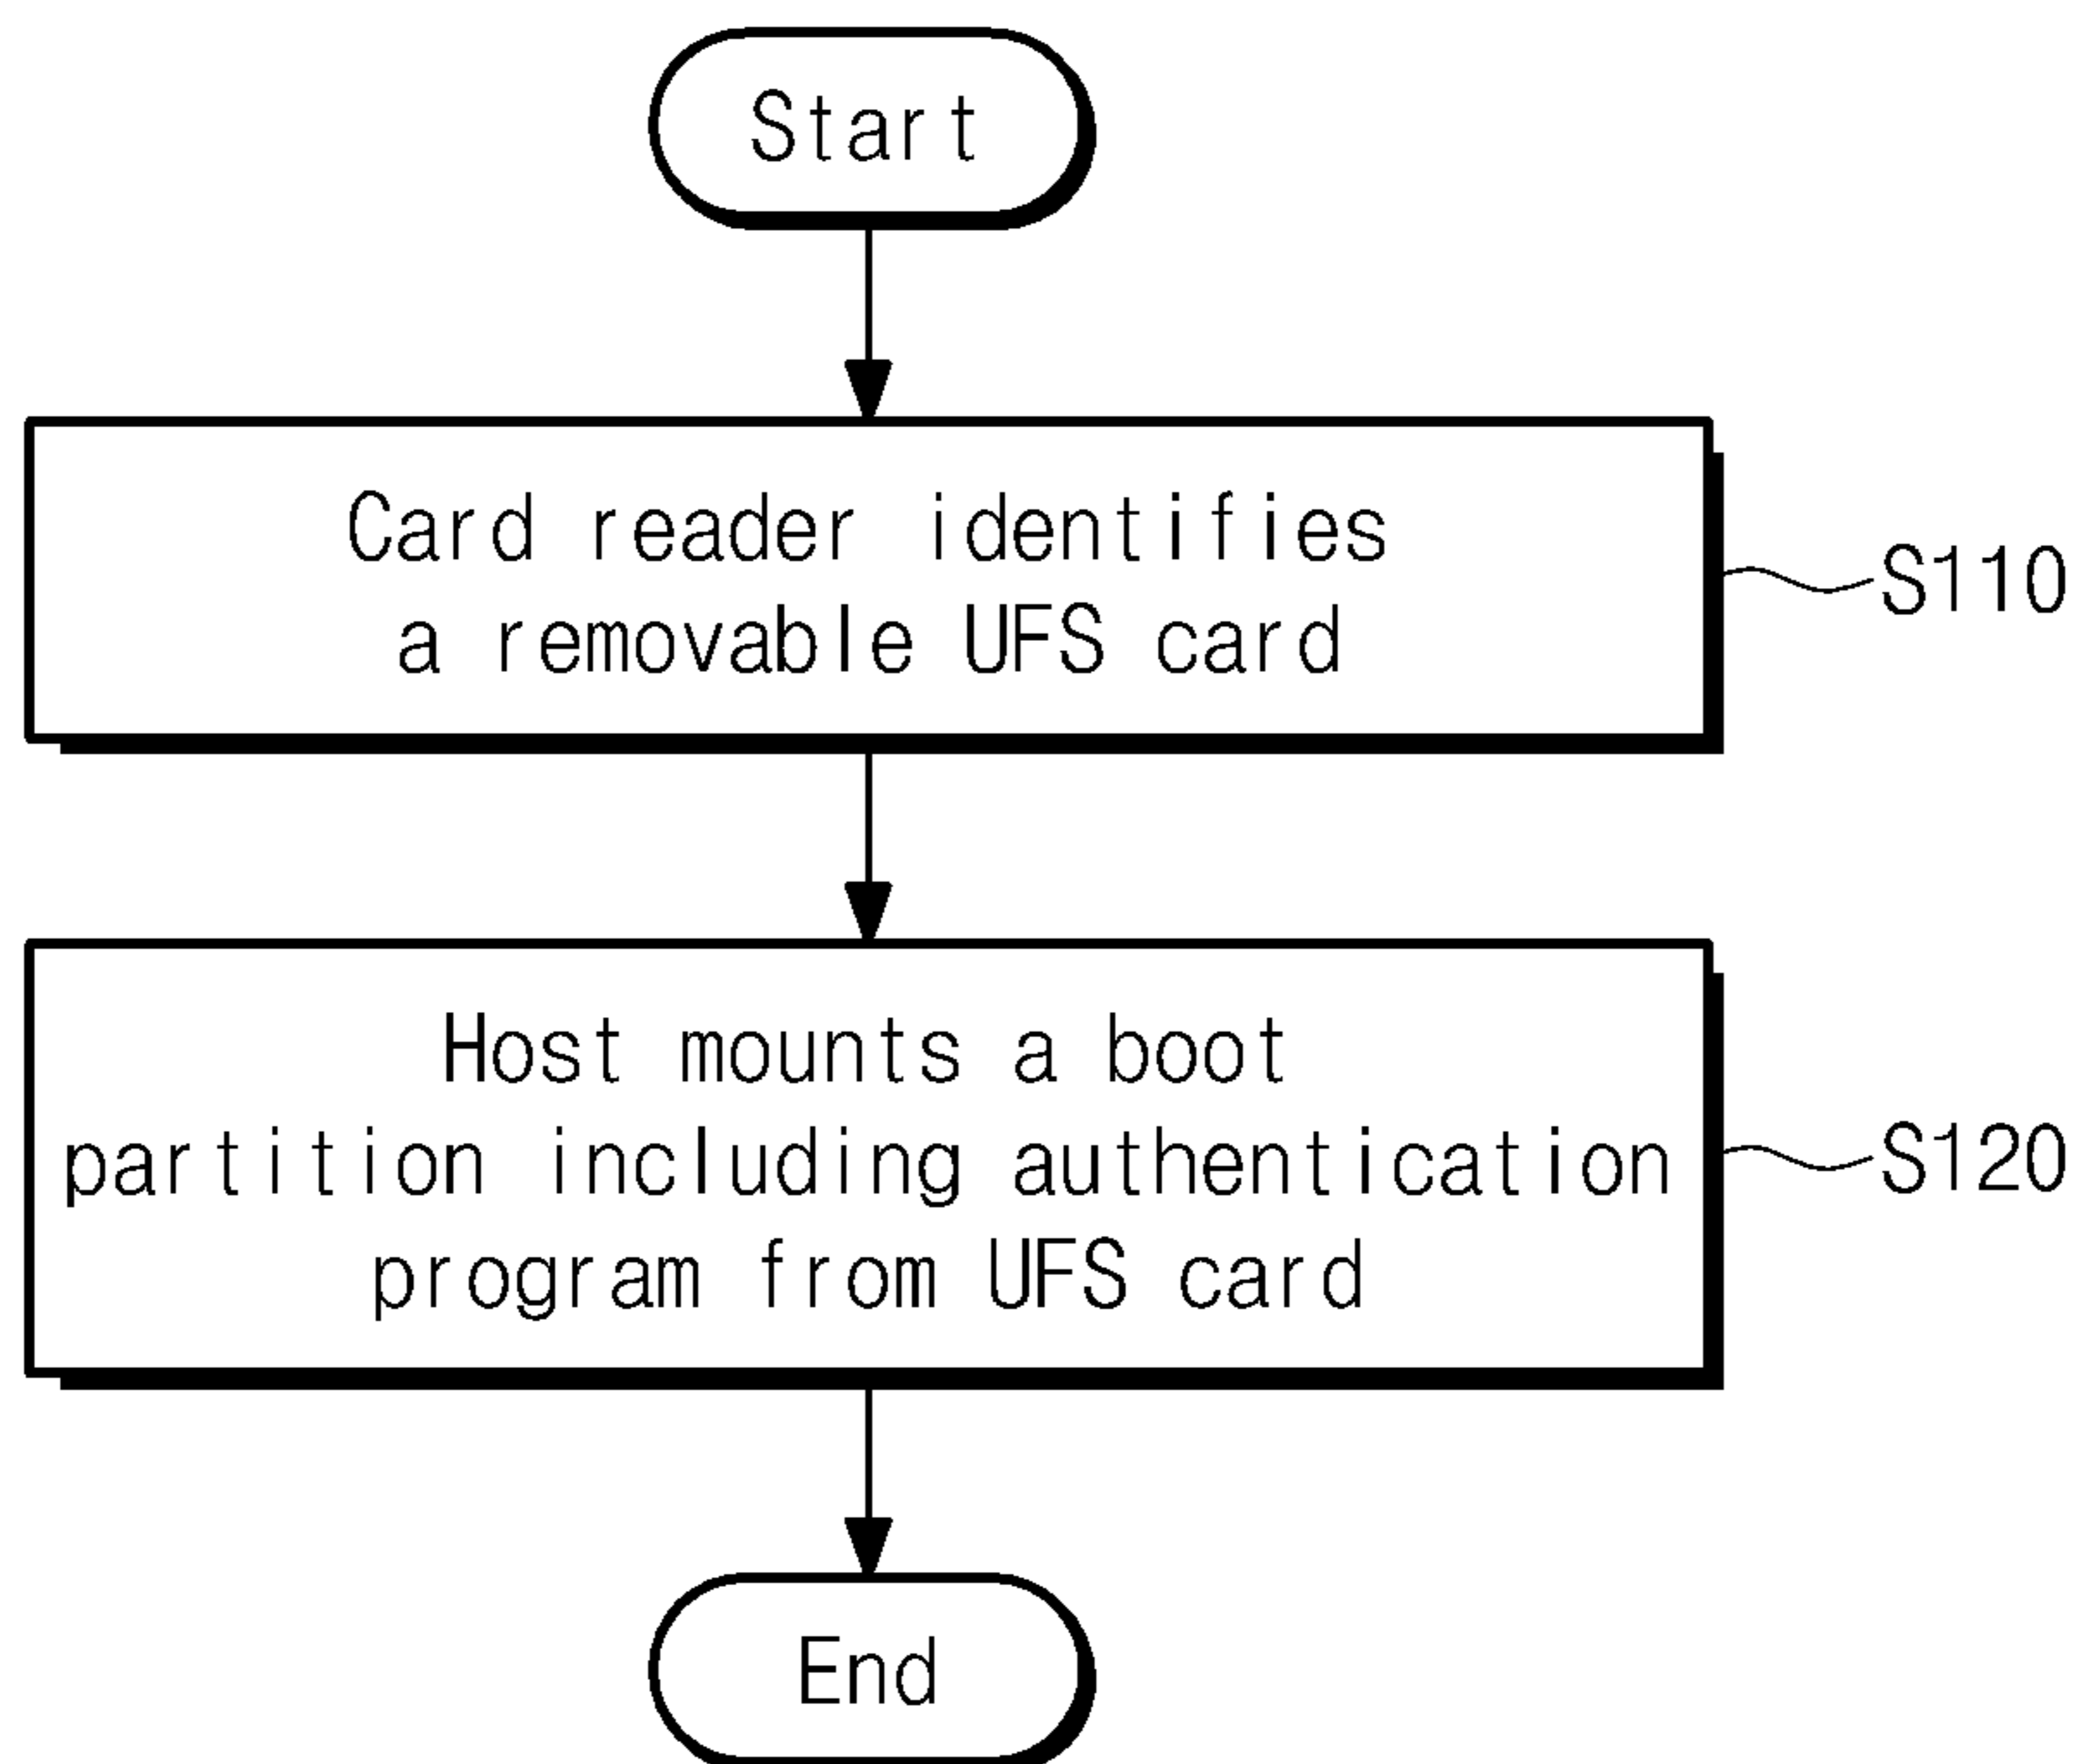 Start
Card reader identifies
a removable UFS card
S110
Host mounts a boot
partition including authentication
program from UFS card
S120
End